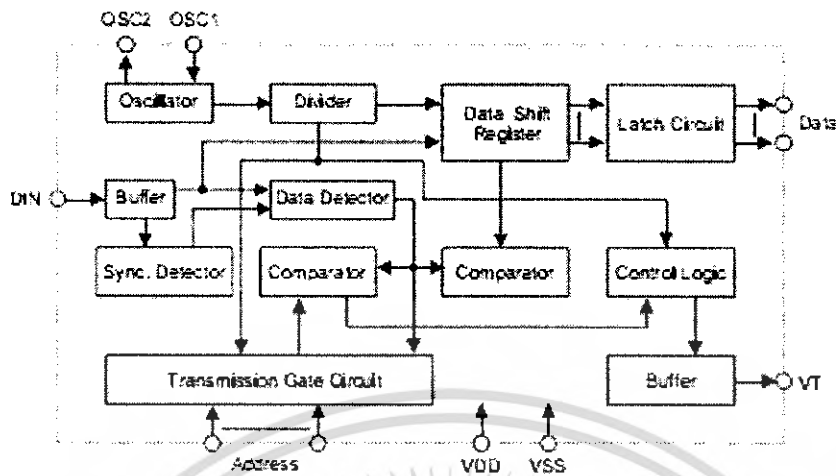 OSC2 OSC1
Oscillator
Divider
Data Shift
Register
Latch Circuit
Data
DIN
Buffer
Data Detector
Sync. Detector
Comparator
Comparator
Control Logic
Transmission Gate Circuit
Buffer
VT
Address
VDD
VSS